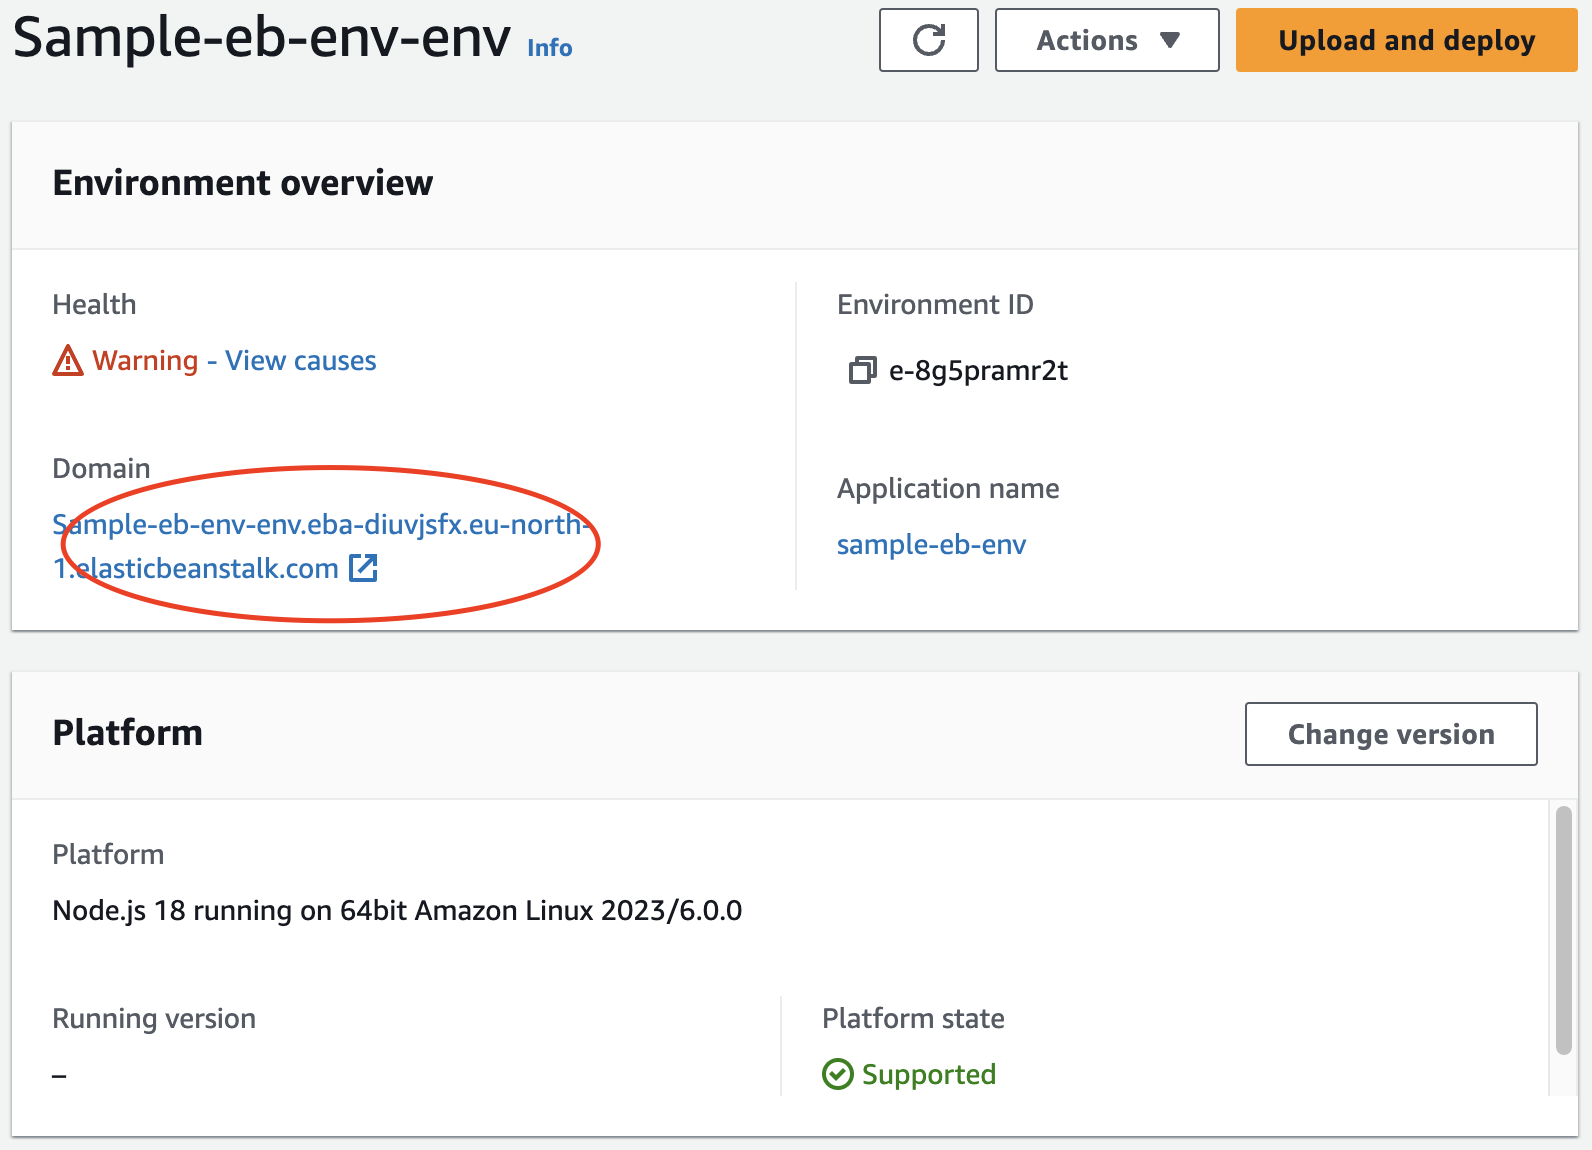 Sample-eb-env-env Info
Actions
Upload and deploy
Environment overview
Health
Warning - View causes
Environment ID
e-8g5pramr2t
Domain
Sample-eb-env-env.eba-diuvjsfx.eu-north-
1.elasticbeanstalk.com
Application name
sample-eb-env
Platform
Change version
Platform
Node.js 18 running on 64bit Amazon Linux 2023/6.0.0
Running version
–
Platform state
Supported